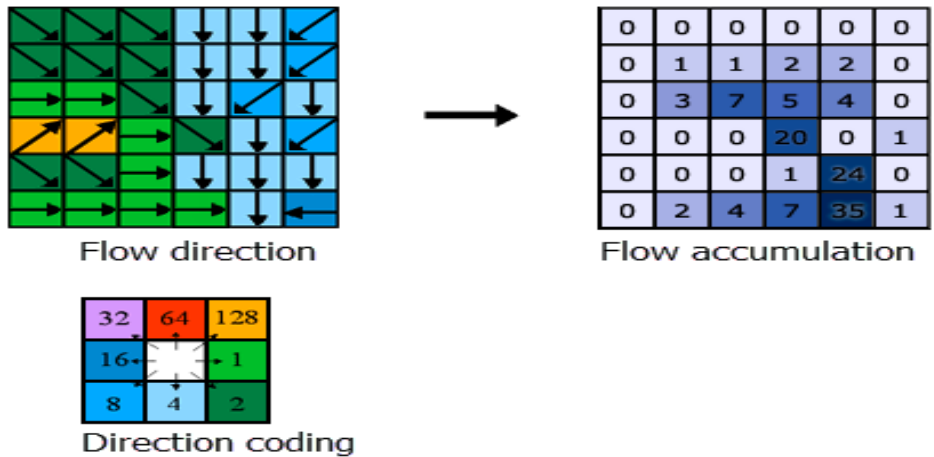 0 0 0 0 0 0
0 1 1 2 2 0
0 3 7 5 4 0
0 0 0 20 0 1
0 0 0 1 24 0
0 2 4 7 35 1
Flow direction
Flow accumulation
32 64 128
16 1
8 4 2
Direction coding